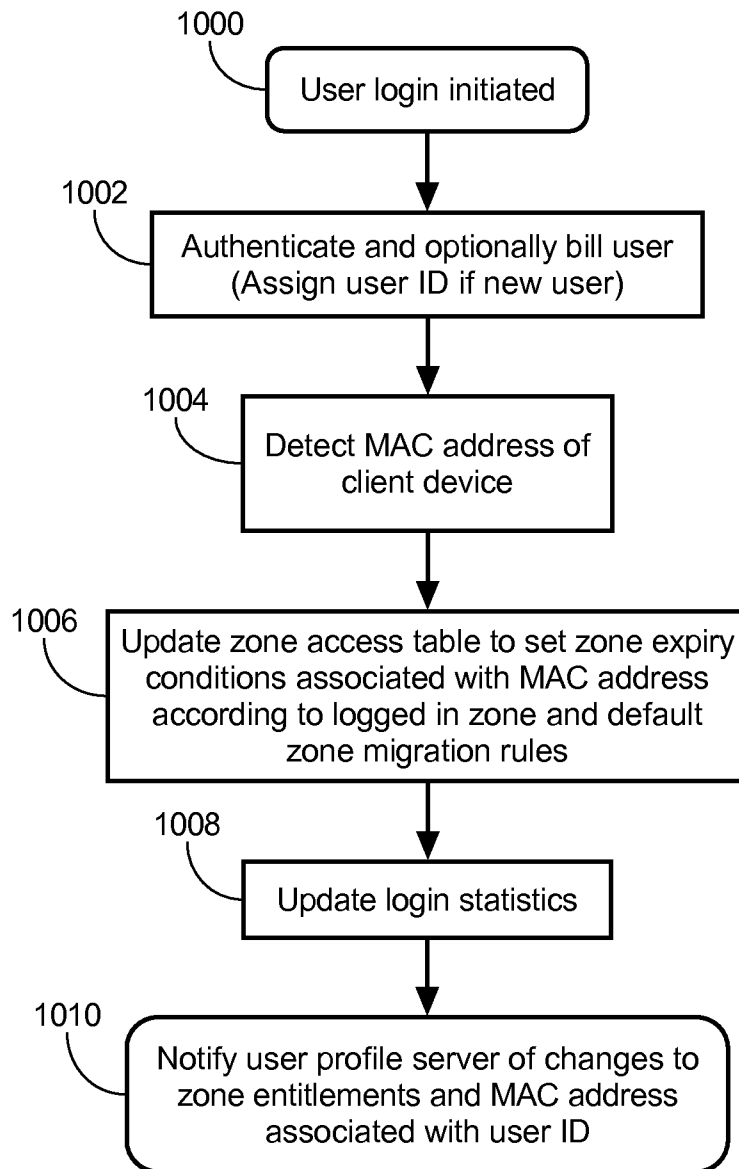 1000
User login initiated
1002
Authenticate and optionally bill user
(Assign user ID if new user)
1004
Detect MAC address of
client device
1006
Update zone access table to set zone expiry
conditions associated with MAC address
according to logged in zone and default
zone migration rules
1008
Update login statistics
1010
Notify user profile server of changes to
zone entitlements and MAC address
associated with user ID